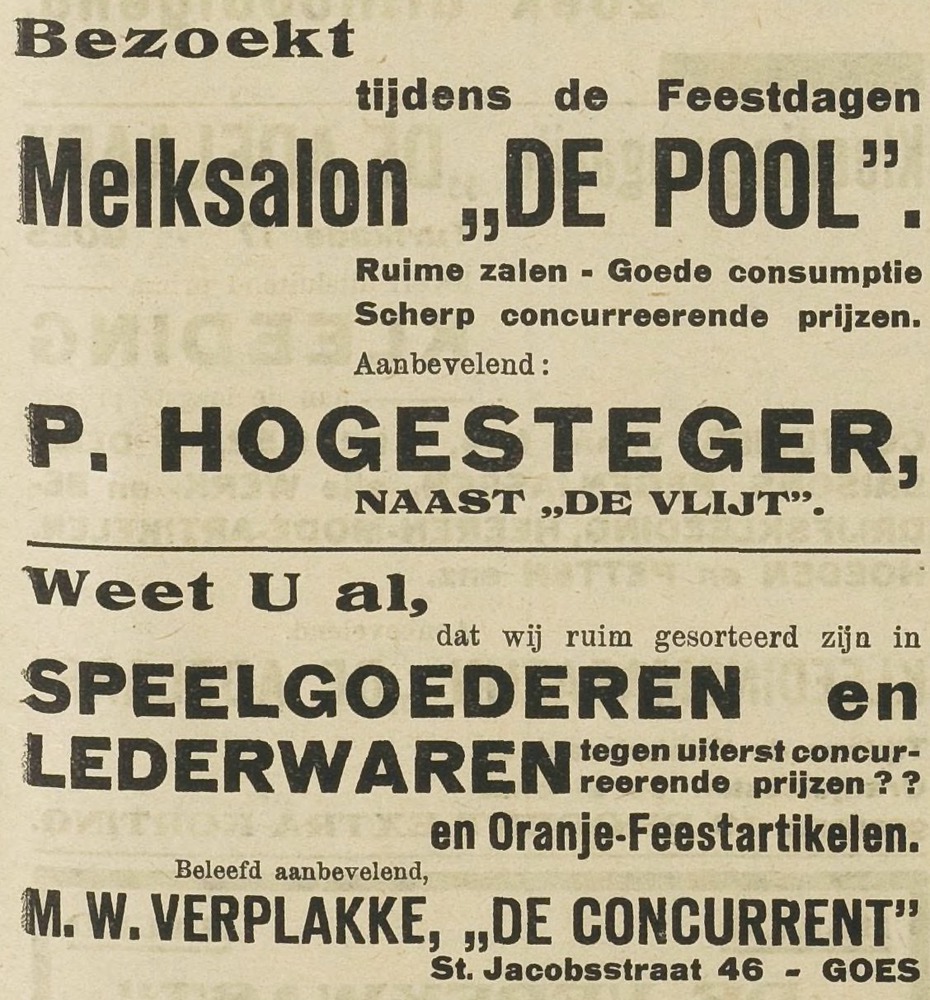 Bezoekt
tijdens de Feestdagen
Melksalon „DE POOL”.
Ruime zalen - Goede consumptie
Scherp concurreerende prijzen.
Aanbevelend:
P. HOGESTEGER,
NAAST „DE VLIJT”.
Weet U al,
dat wij ruim gesorteerd zijn in
SPEELGOEDEREN en
LEDERWAREN tegen uiterst concur-
reerende prijzen ? ?
en Oranje-Feestartikelen.
Beleefd aanbevelend,
M. W. VERPLAKKE, „DE CONCURRENT”
St. Jacobsstraat 46 - GOES